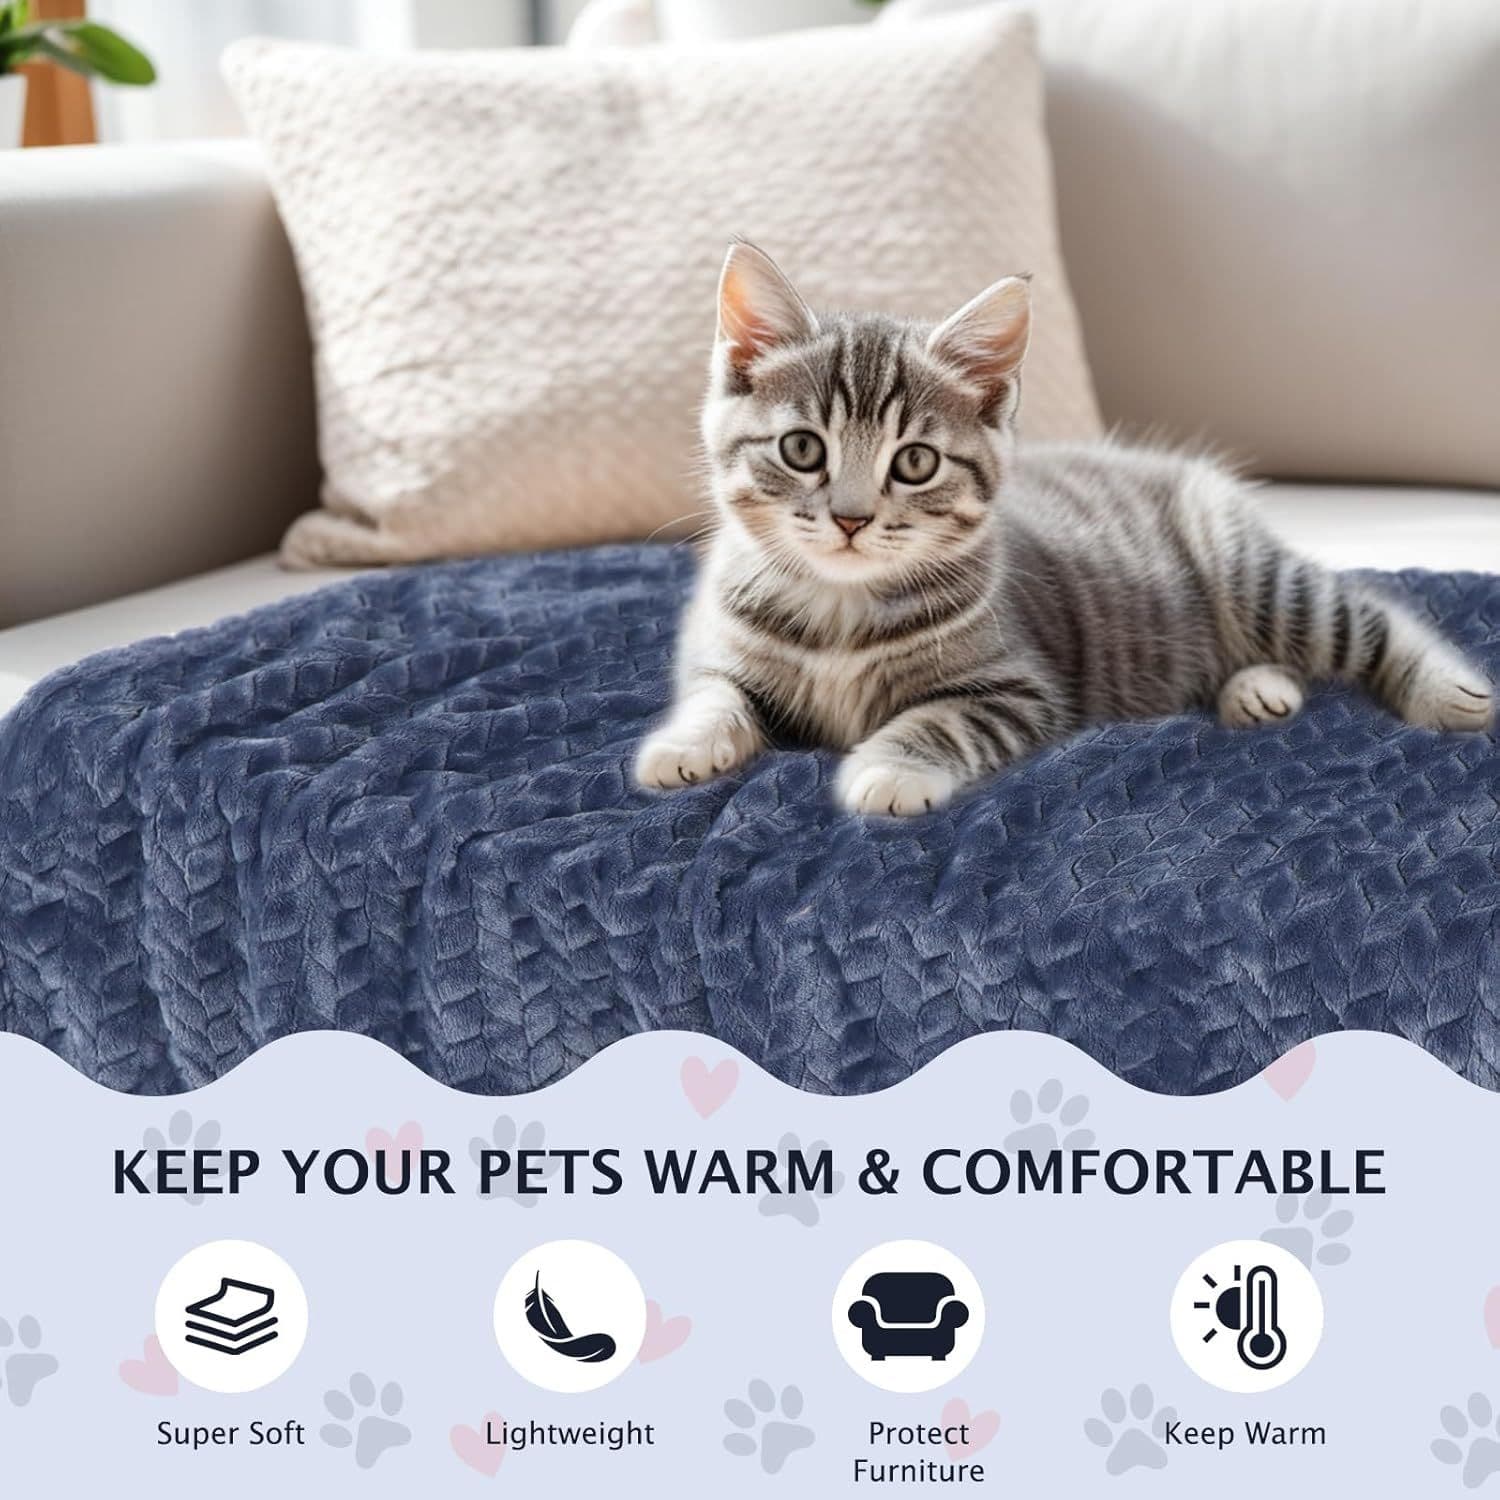 KEEP YOUR PETS WARM & COMFORTABLE
Super Soft
Lightweight
Protect
Furniture
Keep Warm